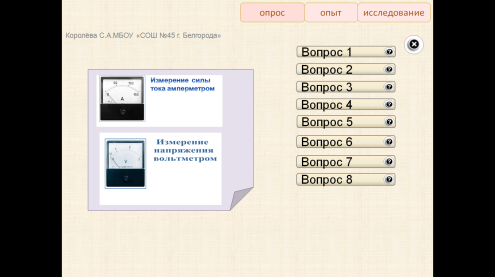 опрос опыт исследование
Королёва С.А.МБОУ «СОШ №45 г. Белгорода»
Измерение силы
тока амперметром
A
Измерение
напряжения
вольтметром
V
Вопрос 1
Вопрос 2
Вопрос 3
Вопрос 4
Вопрос 5
Вопрос 6
Вопрос 7
Вопрос 8